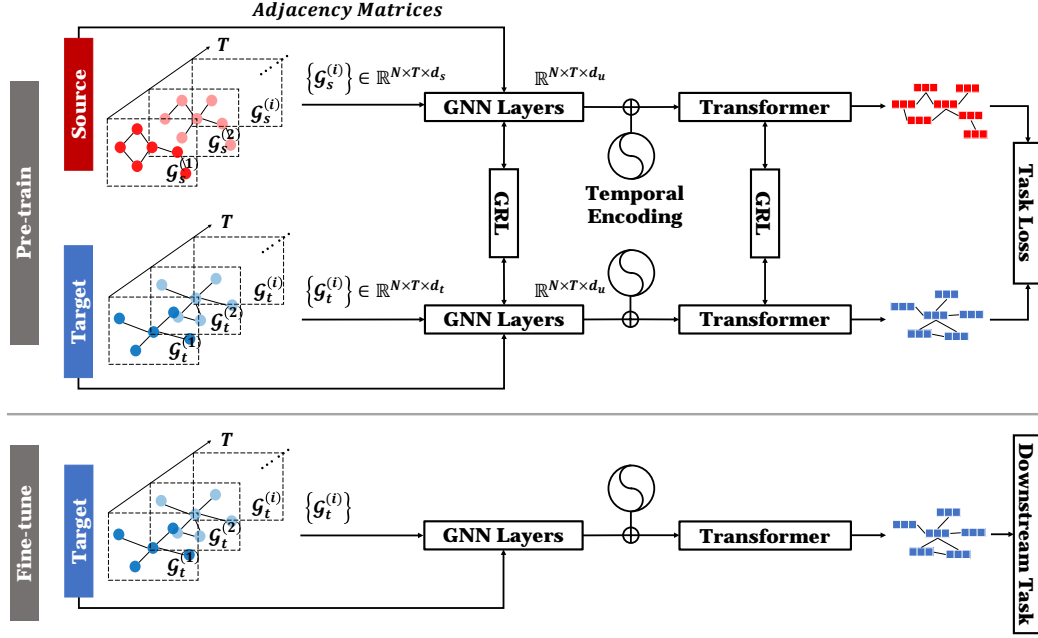 Adjacency Matrices
Pre-train
Source
T
𝒢_s^(i)
𝒢_s^(2)
𝒢_s^(1)
{𝒢_s^(i)} ∈ ℝ^{N×T×d_s}
GNN Layers
ℝ^{N×T×d_u}
Transformer
GRL
Temporal
Encoding
GRL
Task Loss
Target
T
𝒢_t^(i)
𝒢_t^(2)
𝒢_t^(1)
{𝒢_t^(i)} ∈ ℝ^{N×T×d_t}
GNN Layers
ℝ^{N×T×d_u}
Transformer
Fine-tune
Target
T
𝒢_t^(i)
𝒢_t^(2)
𝒢_t^(1)
{𝒢_t^(i)}
GNN Layers
Transformer
Downstream Task